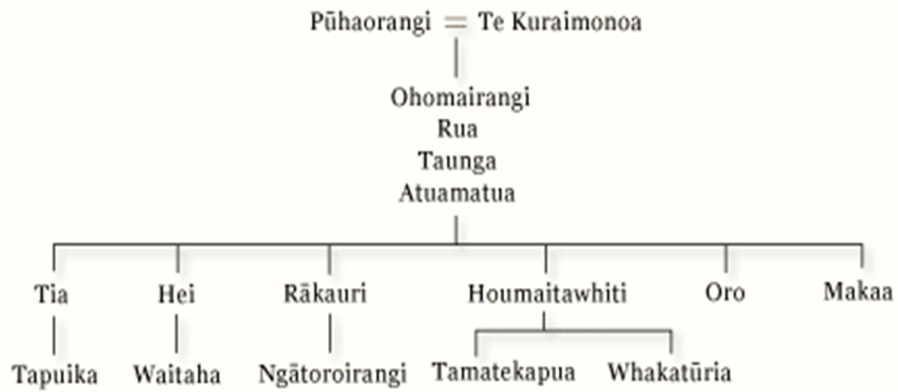 Pūhaorangi = Te Kuraimonoa
Ohomairangi
Rua
Taunga
Atuamatua
Tia Hei Rākauri Houmaitawhiti Oro Makaa
Tapuika Waitaha Ngātoroirangi Tamatekapua Whakatūria